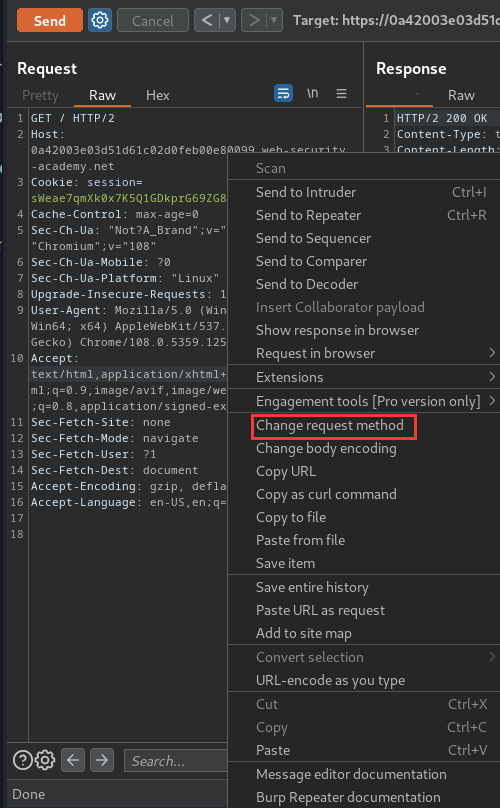 Send
Cancel
<
>
Target: https://0a42003e03d51
Request
Response
Pretty
Raw
Hex
\n
Raw
1 GET / HTTP/2
2 Host:
0a42003e03d51d61c02d0feb00e80099.web-security
-academy.net
3 Cookie: session=
sWeae7qmXk0x7K5Q1GDkprG69ZG8
4 Cache-Control: max-age=0
5 Sec-Ch-Ua: "Not?A_Brand";v="
"Chromium";v="108"
6 Sec-Ch-Ua-Mobile: ?0
7 Sec-Ch-Ua-Platform: "Linux"
8 Upgrade-Insecure-Requests: 1
9 User-Agent: Mozilla/5.0 (Win
Win64; x64) AppleWebKit/537.
Gecko) Chrome/108.0.5359.125
10 Accept:
text/html,application/xhtml+
ml;q=0.9,image/avif,image/we
;q=0.8,application/signed-ex
11 Sec-Fetch-Site: none
12 Sec-Fetch-Mode: navigate
13 Sec-Fetch-User: ?1
14 Sec-Fetch-Dest: document
15 Accept-Encoding: gzip, defla
16 Accept-Language: en-US,en;q=
17
18
1 HTTP/2 200 OK
2 Content-Type: t
3 Content-Length:
Scan
Send to Intruder Ctrl+I
Send to Repeater Ctrl+R
Send to Sequencer
Send to Comparer
Send to Decoder
Insert Collaborator payload
Show response in browser
Request in browser >
Extensions >
Engagement tools [Pro version only] >
Change request method
Change body encoding
Copy URL
Copy as curl command
Copy to file
Paste from file
Save item
Save entire history
Paste URL as request
Add to site map
Convert selection >
URL-encode as you type
Cut Ctrl+X
Copy Ctrl+C
Paste Ctrl+V
Message editor documentation
Burp Repeater documentation
?
Search...
Done